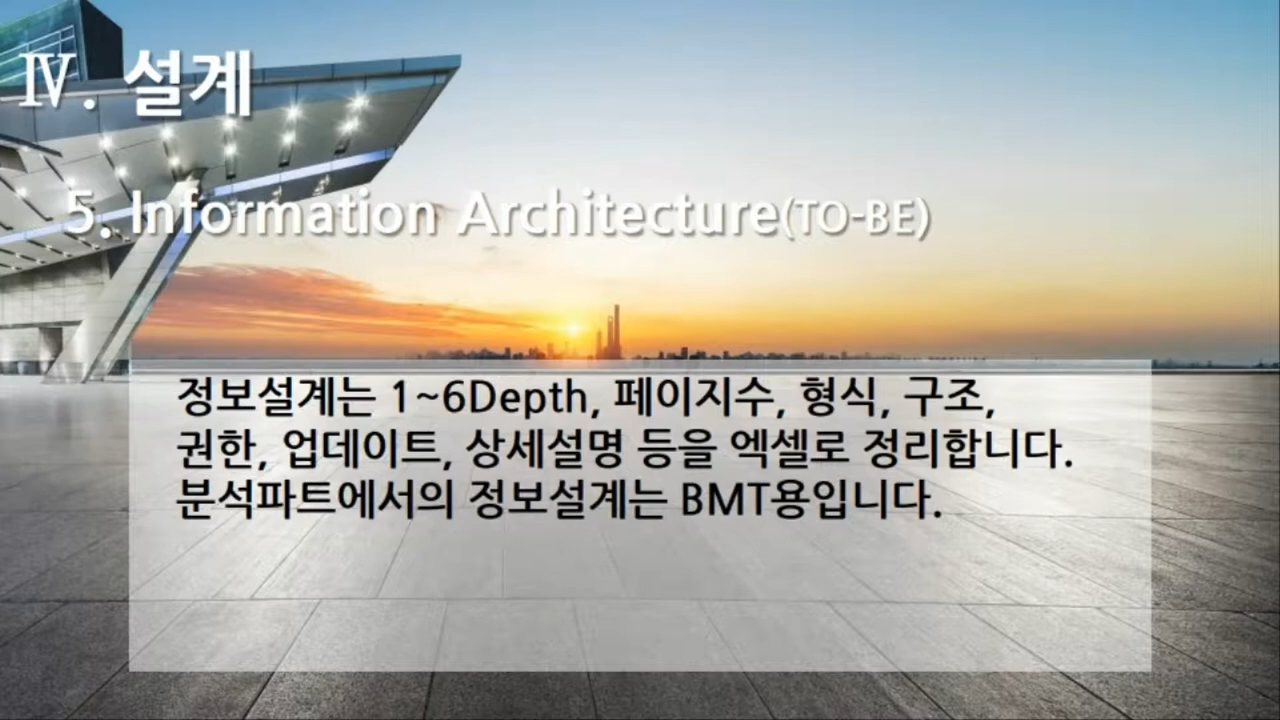 Ⅳ. 설계
5. Information Architecture(TO-BE)
정보설계는 1~6Depth, 페이지수, 형식, 구조,
권한, 업데이트, 상세설명 등을 엑셀로 정리합니다.
분석파트에서의 정보설계는 BMT용입니다.